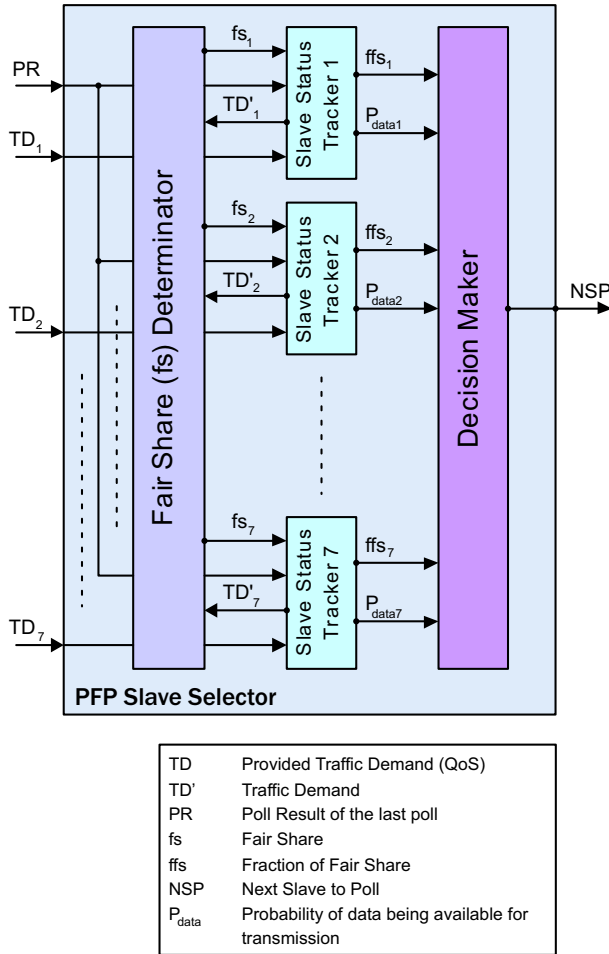 PR
TD1
TD2
TD7
Fair Share (fs) Determinator
fs1
TD'1
Slave Status
Tracker 1
ffs1
Pdata1
fs2
TD'2
Slave Status
Tracker 2
ffs2
Pdata2
fs7
TD'7
Slave Status
Tracker 7
ffs7
Pdata7
Decision Maker
NSP
PFP Slave Selector
TD Provided Traffic Demand (QoS)
TD' Traffic Demand
PR Poll Result of the last poll
fs Fair Share
ffs Fraction of Fair Share
NSP Next Slave to Poll
Pdata Probability of data being available for
transmission